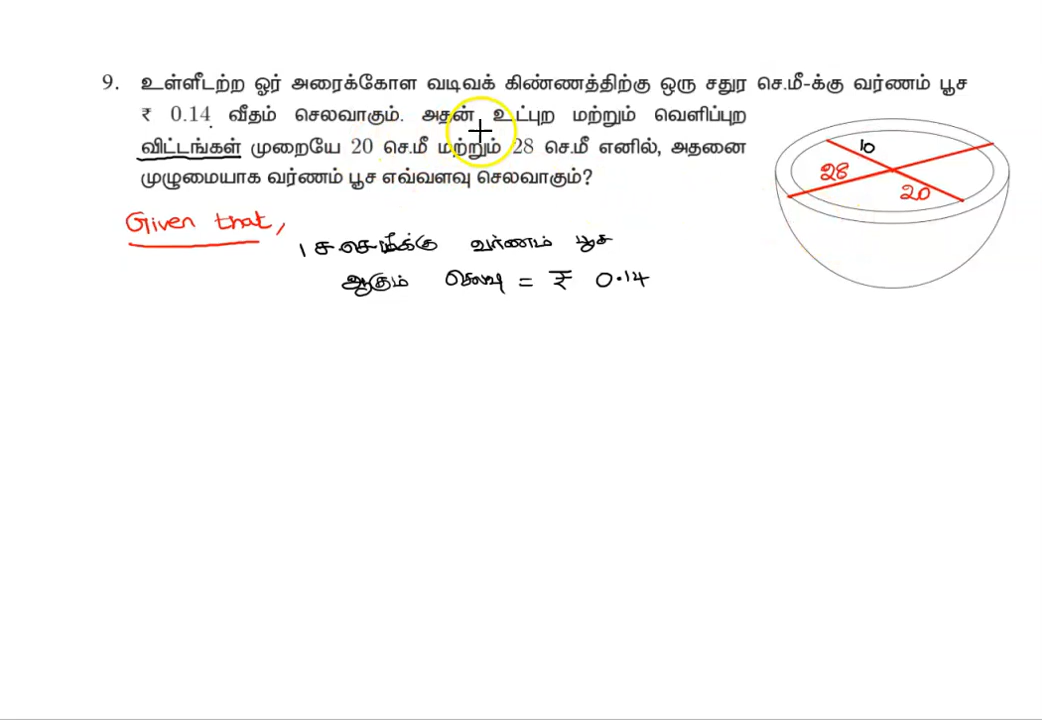 9. உள்ளீடற்ற ஓர் அரைக்கோள வடிவக் கிண்ணத்திற்கு ஒரு சதுர செ.மீ-க்கு வர்ணம் பூச
₹ 0.14 வீதம் செலவாகும். அதன் உட்புற மற்றும் வெளிப்புற
விட்டங்கள் முறையே 20 செ.மீ மற்றும் 28 செ.மீ எனில், அதனை
முழுமையாக வர்ணம் பூச எவ்வளவு செலவாகும்?
10
28
20
Given that,
1 ச.செ.மீக்கு வர்ணம் பூச
ஆகும் செலவு = ₹ 0.14